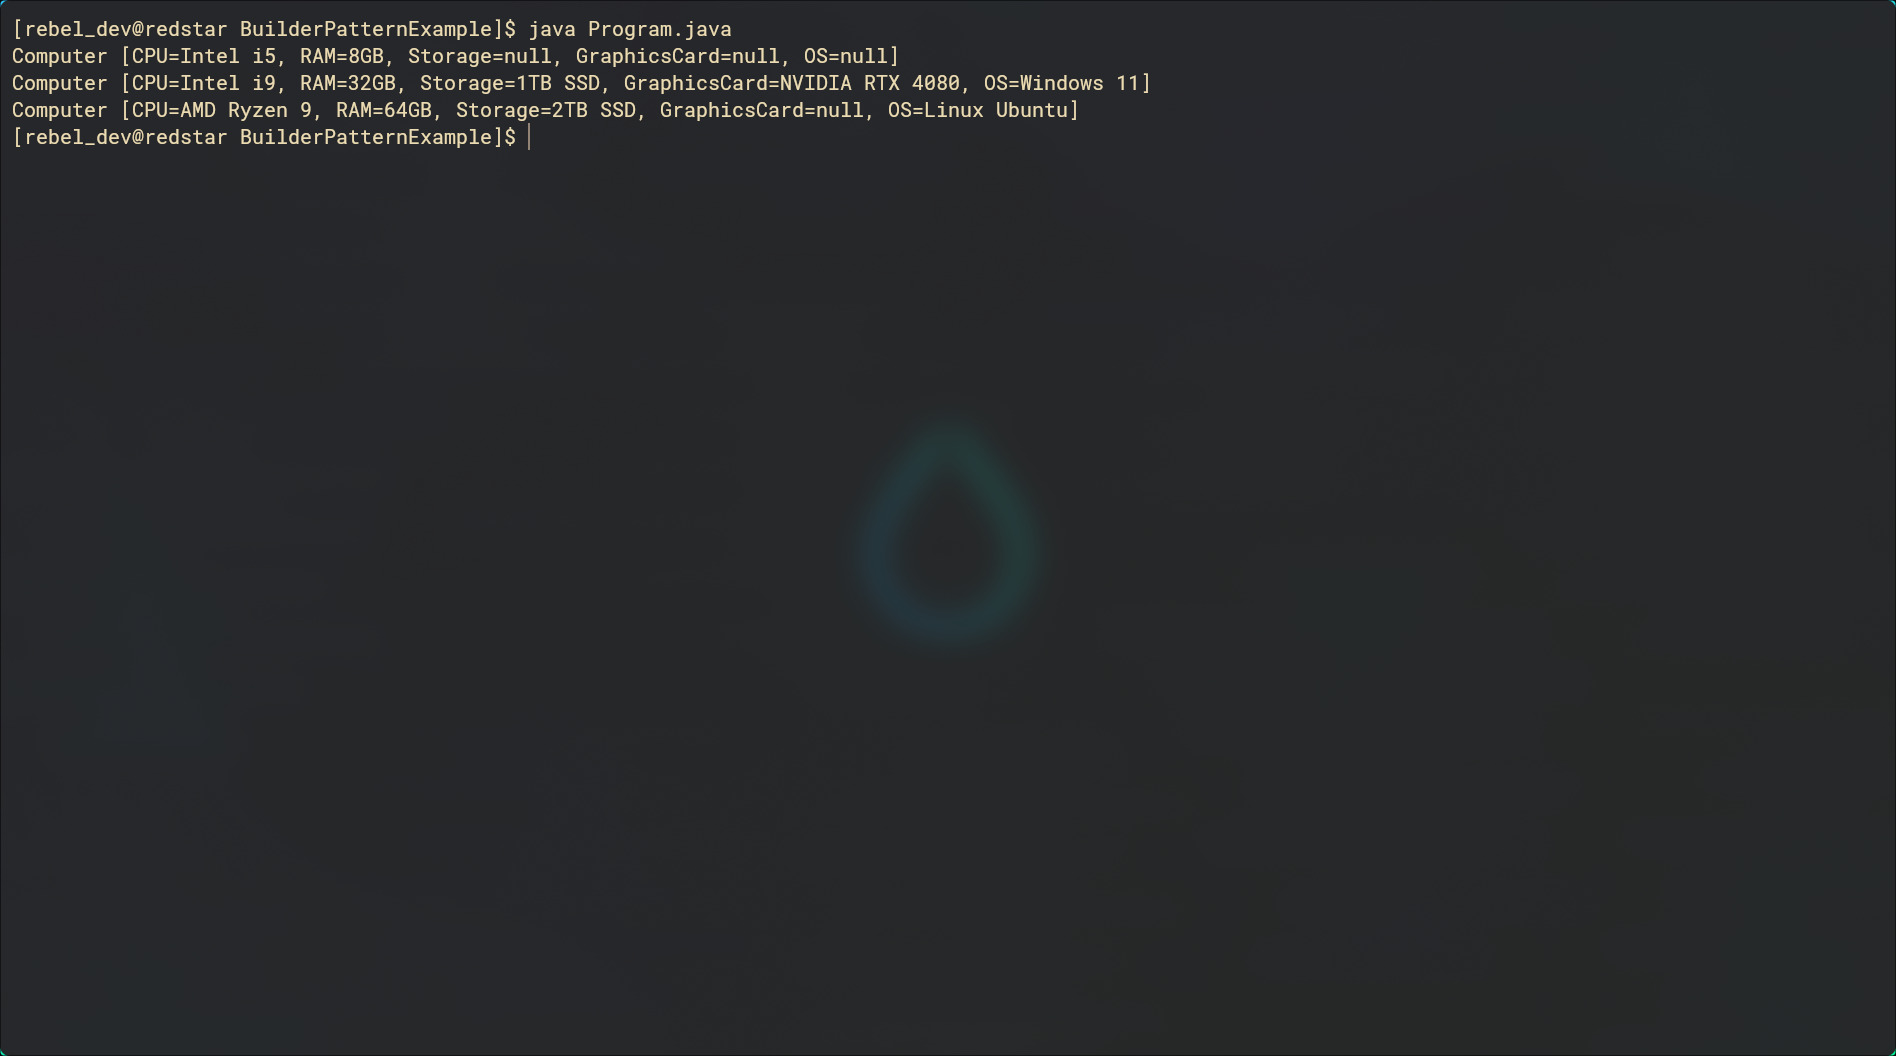 [rebel_dev@redstar BuilderPatternExample]$ java Program.java
Computer [CPU=Intel i5, RAM=8GB, Storage=null, GraphicsCard=null, OS=null]
Computer [CPU=Intel i9, RAM=32GB, Storage=1TB SSD, GraphicsCard=NVIDIA RTX 4080, OS=Windows 11]
Computer [CPU=AMD Ryzen 9, RAM=64GB, Storage=2TB SSD, GraphicsCard=null, OS=Linux Ubuntu]
[rebel_dev@redstar BuilderPatternExample]$